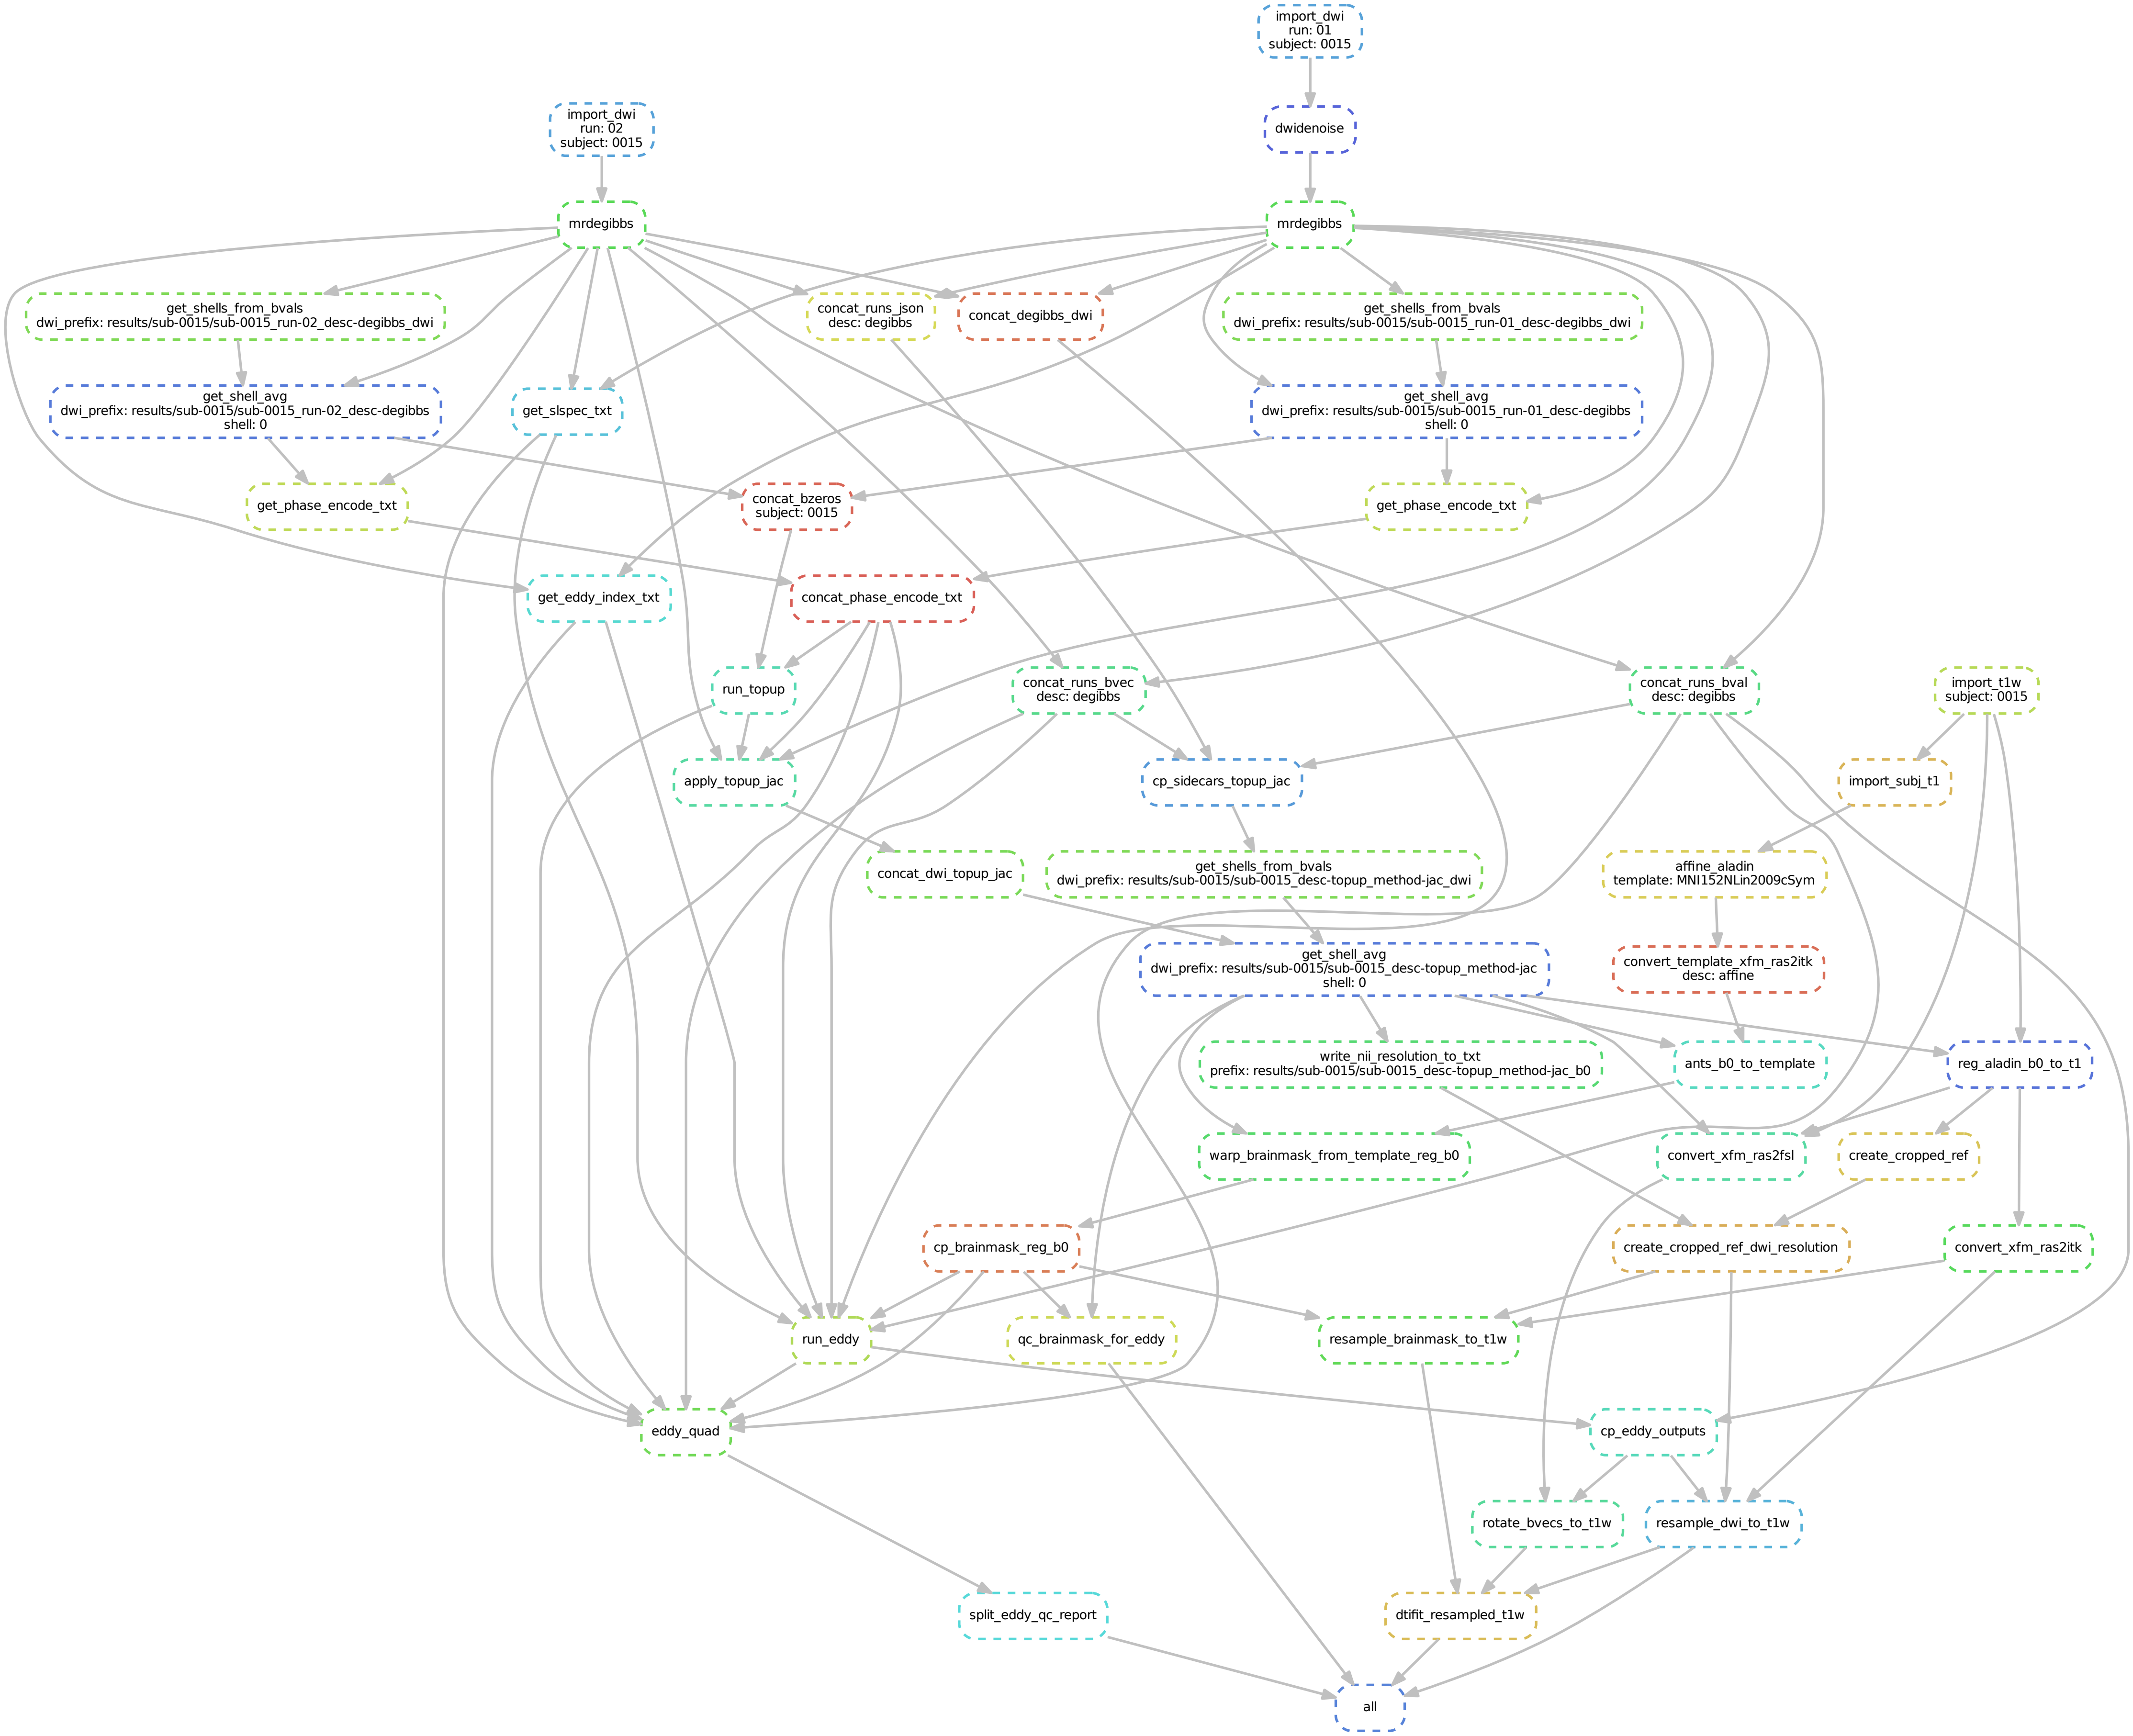 import_dwi
run: 01
subject: 0015
import_dwi
run: 02
subject: 0015
dwidenoise
mrdegibbs
mrdegibbs
get_shells_from_bvals
dwi_prefix: results/sub-0015/sub-0015_run-02_desc-degibbs_dwi
concat_runs_json
desc: degibbs
concat_degibbs_dwi
get_shells_from_bvals
dwi_prefix: results/sub-0015/sub-0015_run-01_desc-degibbs_dwi
get_shell_avg
dwi_prefix: results/sub-0015/sub-0015_run-02_desc-degibbs
shell: 0
get_slspec_txt
get_shell_avg
dwi_prefix: results/sub-0015/sub-0015_run-01_desc-degibbs
shell: 0
get_phase_encode_txt
concat_bzeros
subject: 0015
get_phase_encode_txt
get_eddy_index_txt
concat_phase_encode_txt
run_topup
concat_runs_bvec
desc: degibbs
concat_runs_bval
desc: degibbs
import_t1w
subject: 0015
apply_topup_jac
cp_sidecars_topup_jac
import_subj_t1
concat_dwi_topup_jac
get_shells_from_bvals
dwi_prefix: results/sub-0015/sub-0015_desc-topup_method-jac_dwi
affine_aladin
template: MNI152NLin2009cSym
get_shell_avg
dwi_prefix: results/sub-0015/sub-0015_desc-topup_method-jac
shell: 0
convert_template_xfm_ras2itk
desc: affine
write_nii_resolution_to_txt
prefix: results/sub-0015/sub-0015_desc-topup_method-jac_b0
ants_b0_to_template
reg_aladin_b0_to_t1
warp_brainmask_from_template_reg_b0
convert_xfm_ras2fsl
create_cropped_ref
cp_brainmask_reg_b0
create_cropped_ref_dwi_resolution
convert_xfm_ras2itk
run_eddy
qc_brainmask_for_eddy
resample_brainmask_to_t1w
eddy_quad
cp_eddy_outputs
rotate_bvecs_to_t1w
resample_dwi_to_t1w
split_eddy_qc_report
dtifit_resampled_t1w
all